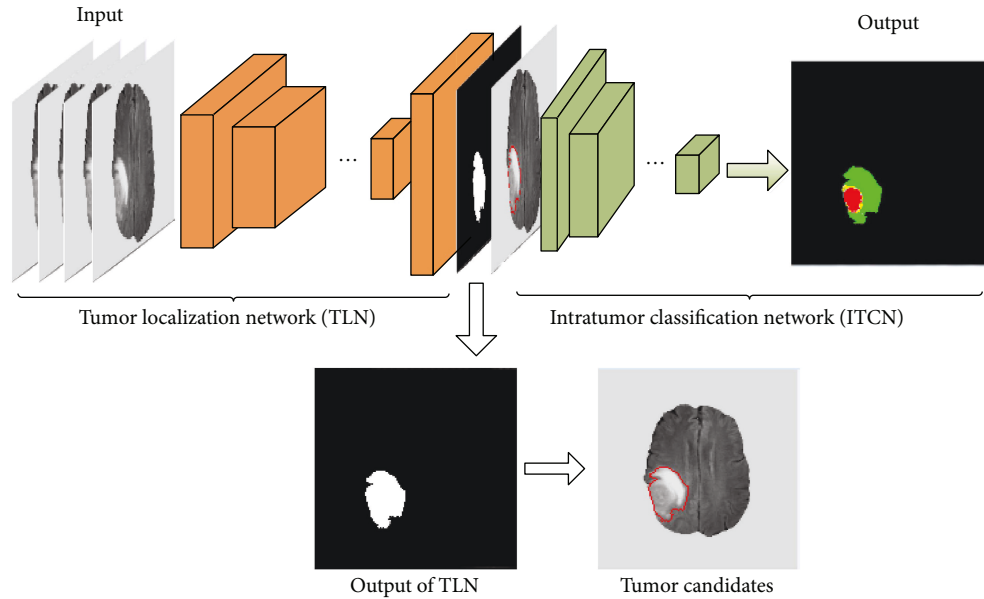 Input
Output
...
...
Tumor localization network (TLN)
Intratumor classification network (ITCN)
Output of TLN
Tumor candidates